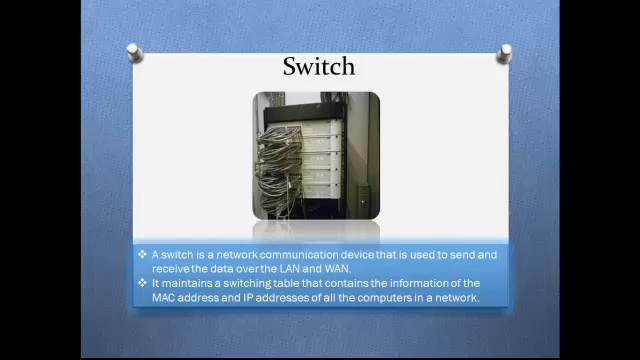 Switch
❖ A switch is a network communication device that is used to send and
receive the data over the LAN and WAN.
❖ It maintains a switching table that contains the information of the
MAC address and IP addresses of all the computers in a network.